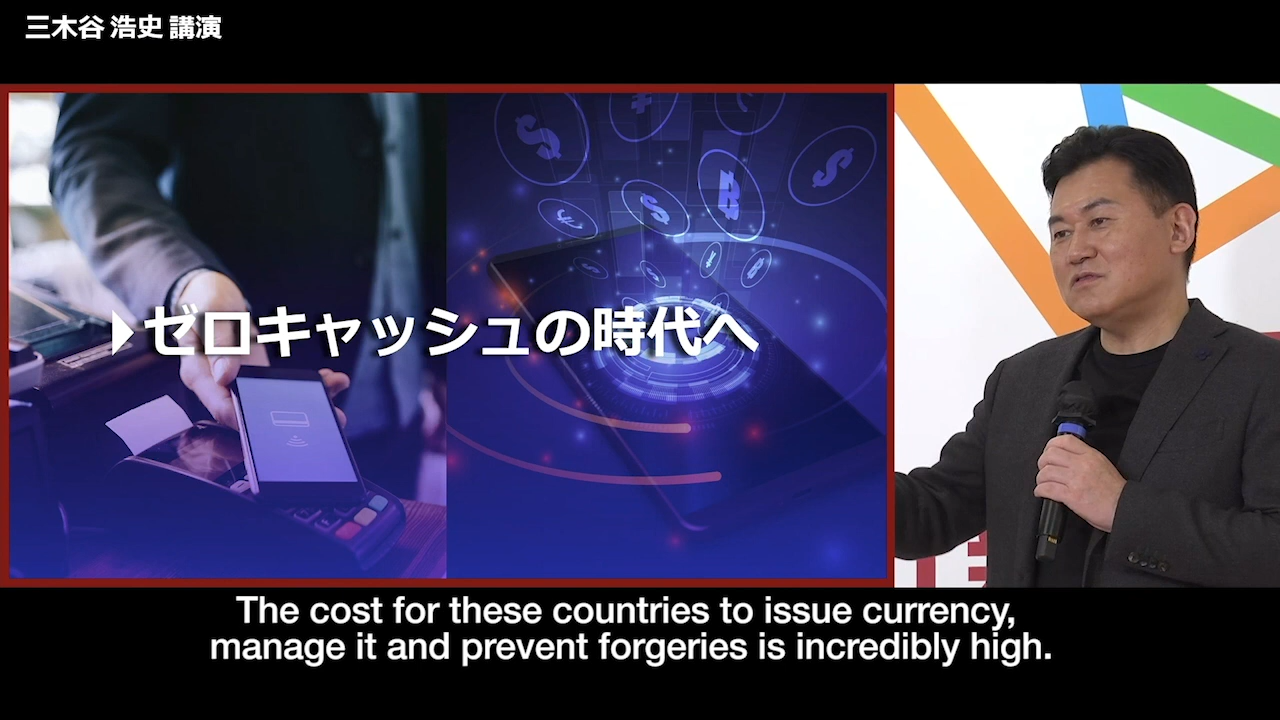 三木谷 浩史 講演
ゼロキャッシュの時代へ
The cost for these countries to issue currency,
manage it and prevent forgeries is incredibly high.